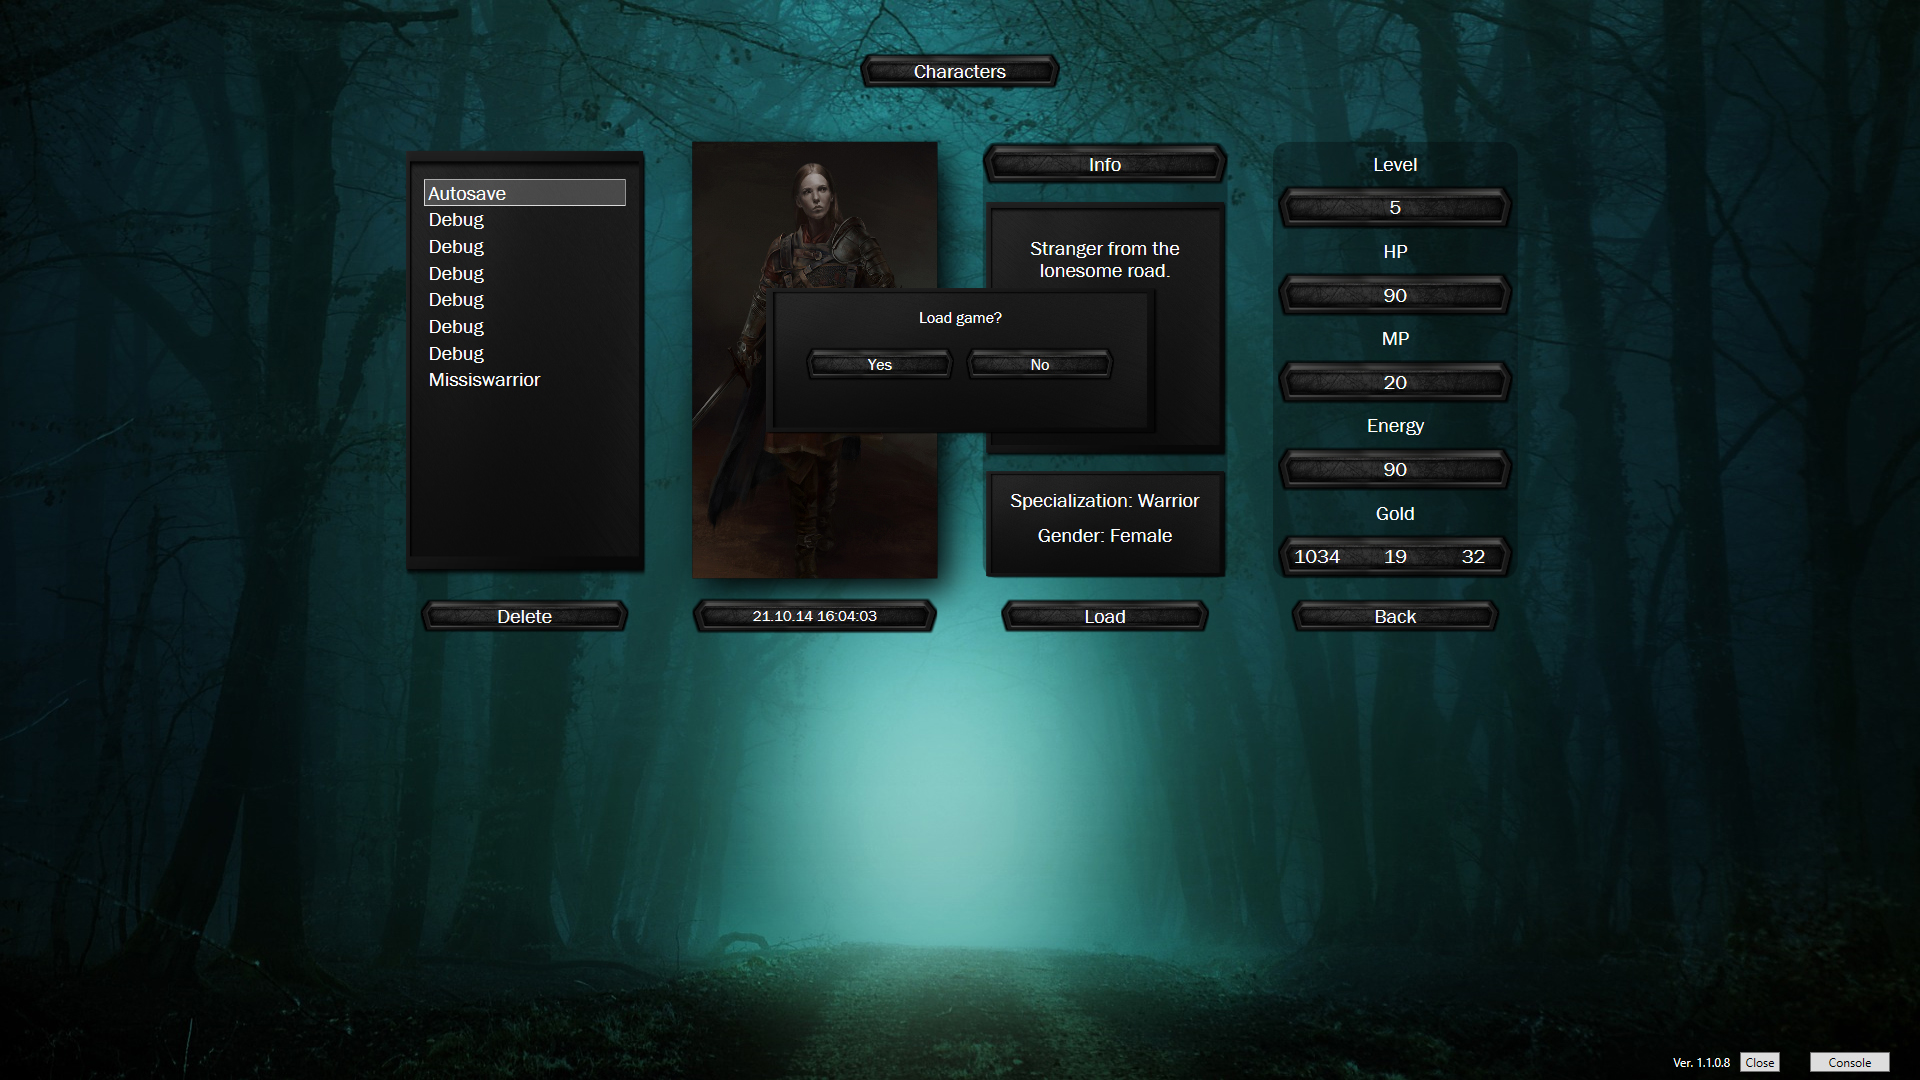 Characters
Autosave
Debug
Debug
Debug
Debug
Debug
Debug
Missiswarrior
Delete
21.10.14 16:04:03
Info
Stranger from the
lonesome road.
Load game?
Yes
No
Specialization: Warrior
Gender: Female
Load
Level
5
HP
90
MP
20
Energy
90
Gold
1034 19 32
Back
Ver. 1.1.0.8
Close
Console